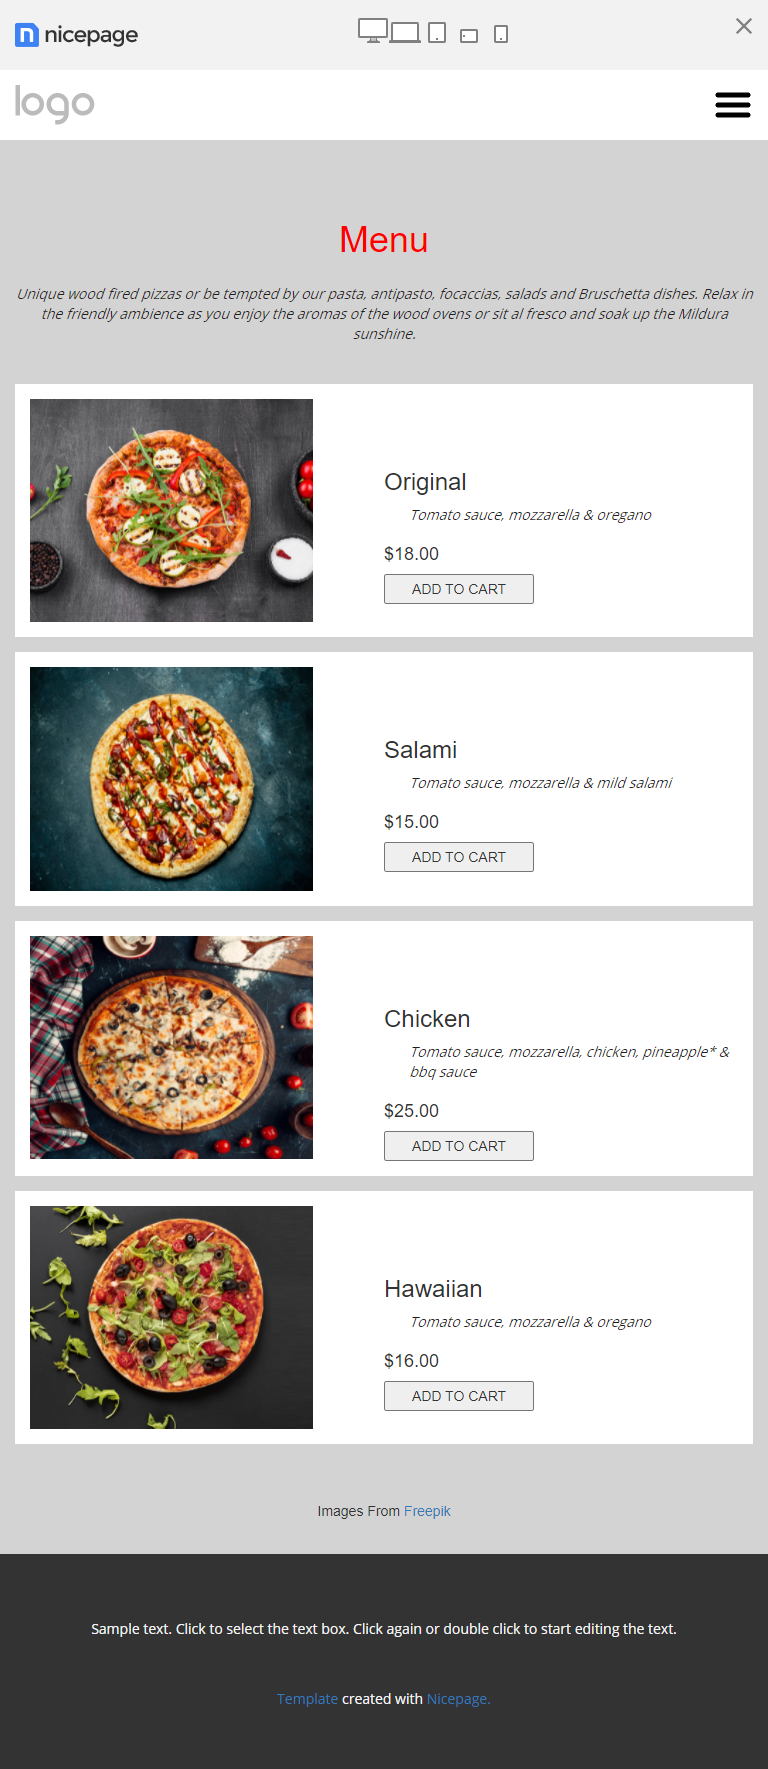 nicepage
logo
Menu
Unique wood fired pizzas or be tempted by our pasta, antipasto, focaccias, salads and Bruschetta dishes. Relax in
the friendly ambience as you enjoy the aromas of the wood ovens or sit al fresco and soak up the Mildura
sunshine.
Original
Tomato sauce, mozzarella & oregano
$18.00
ADD TO CART
Salami
Tomato sauce, mozzarella & mild salami
$15.00
ADD TO CART
Chicken
Tomato sauce, mozzarella, chicken, pineapple* &
bbq sauce
$25.00
ADD TO CART
Hawaiian
Tomato sauce, mozzarella & oregano
$16.00
ADD TO CART
Images From Freepik
Sample text. Click to select the text box. Click again or double click to start editing the text.
Template created with Nicepage.